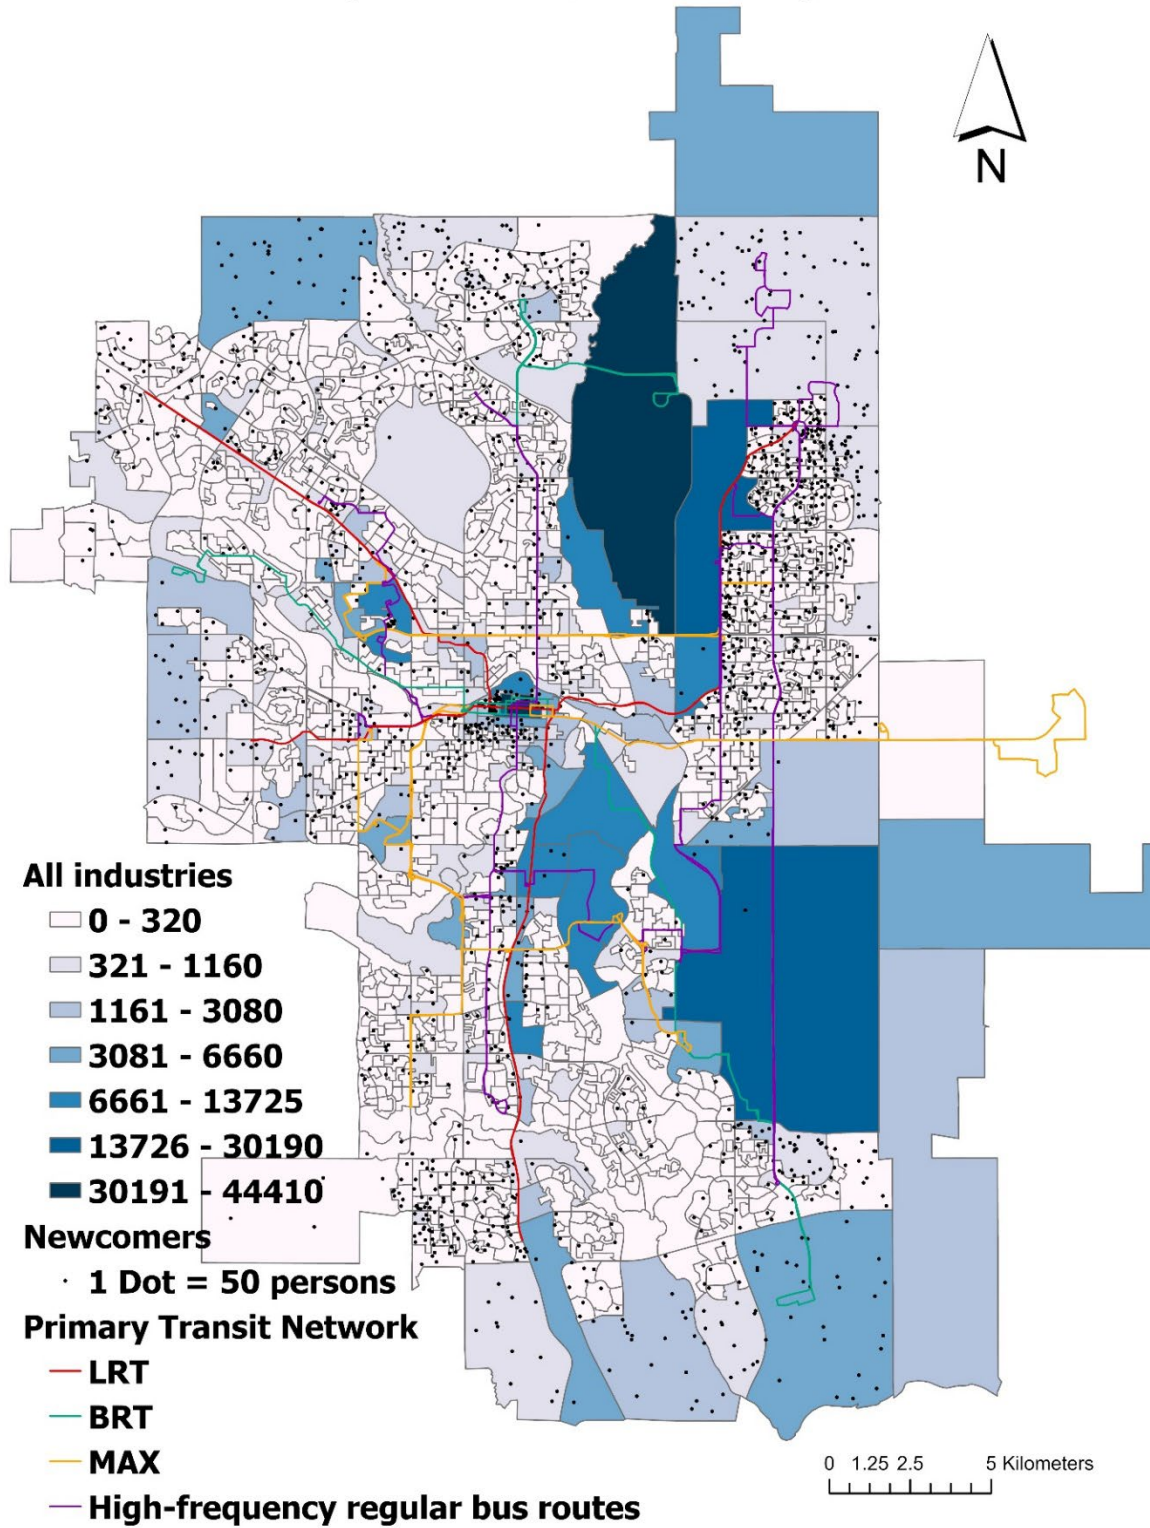 N
All industries
0 - 320
321 - 1160
1161 - 3080
3081 - 6660
6661 - 13725
13726 - 30190
30191 - 44410
Newcomers
1 Dot = 50 persons
Primary Transit Network
LRT
BRT
MAX
High-frequency regular bus routes
0 1.25 2.5 5 Kilometers